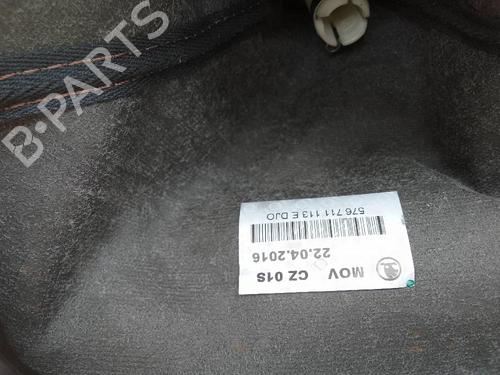 B-PARTS
MOV CZ 01S
22.04.2016
576 711 113 E DJO